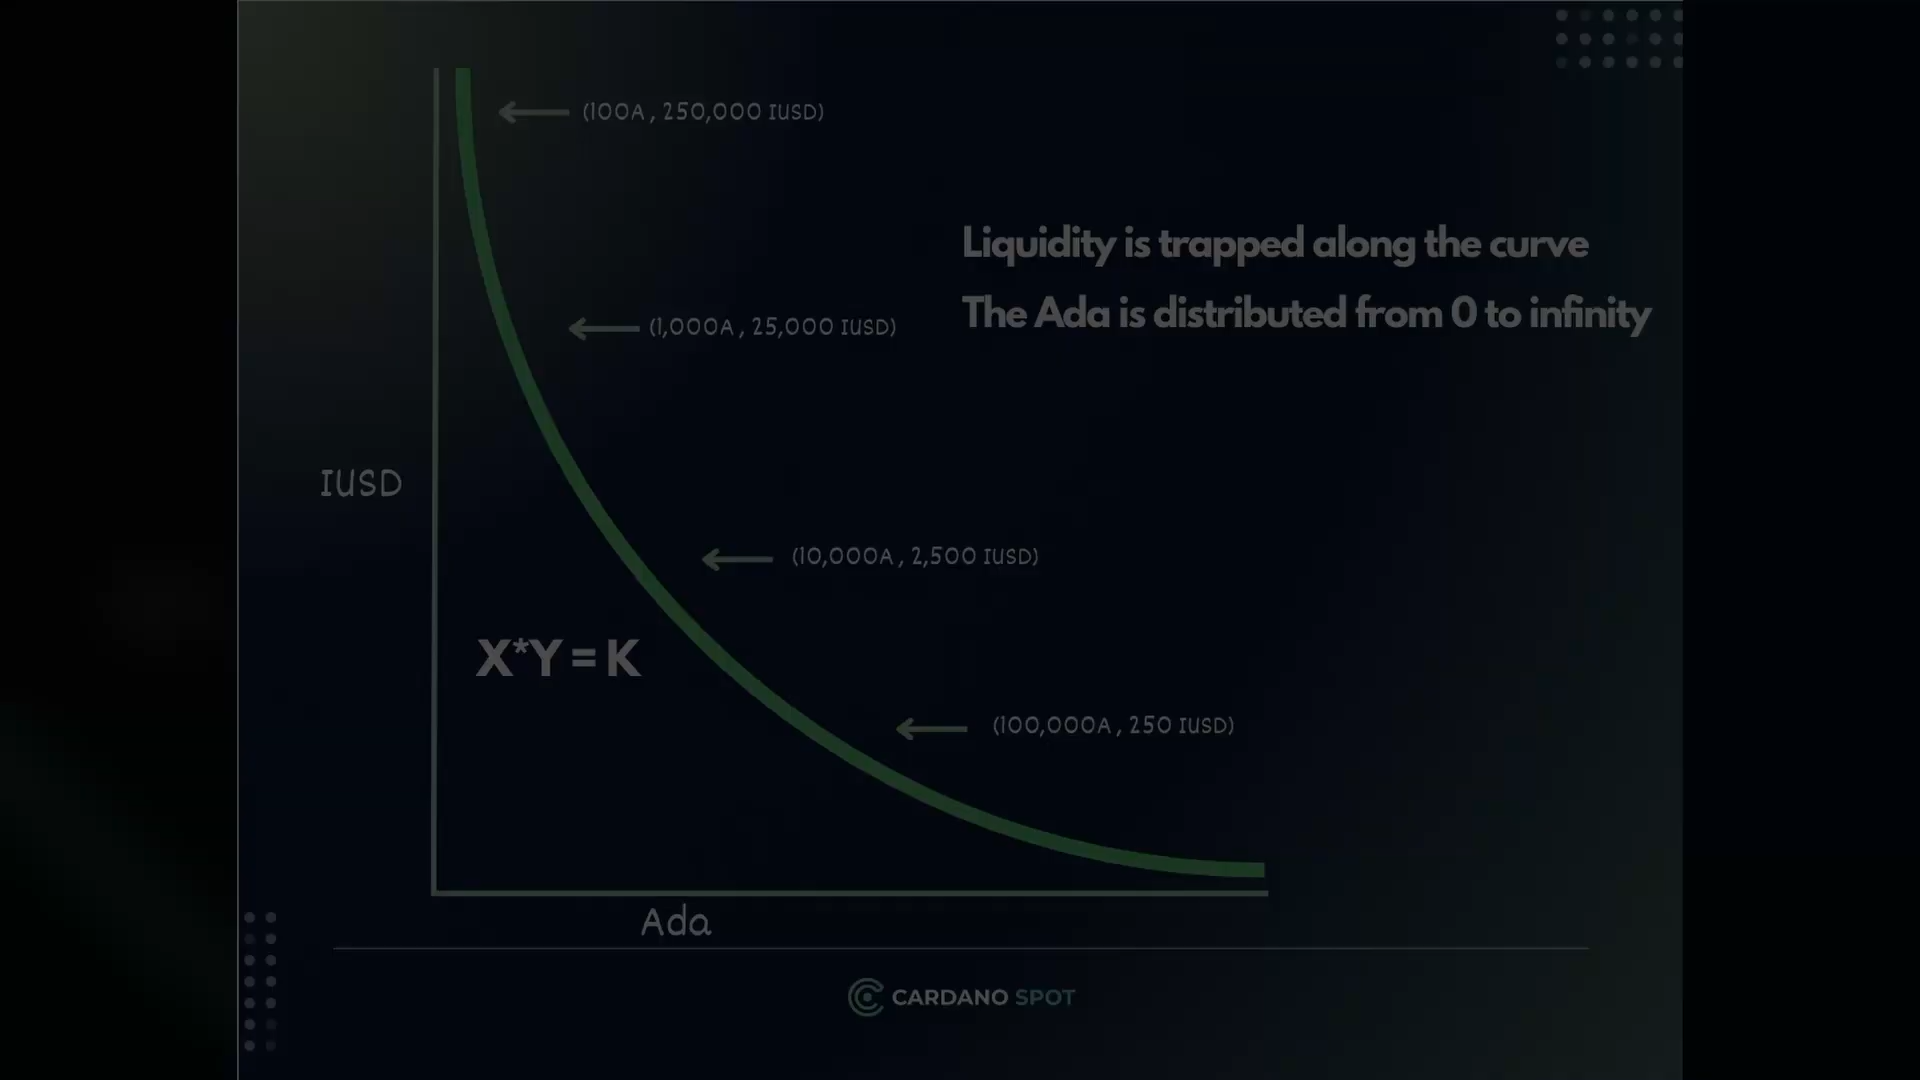 (100A, 250,000 IUSD)
Liquidity is trapped along the curve
The Ada is distributed from 0 to infinity
(1,000A, 25,000 IUSD)
IUSD
(10,000A, 2,500 IUSD)
X*Y=K
(100,000A, 250 IUSD)
Ada
CARDANO SPOT